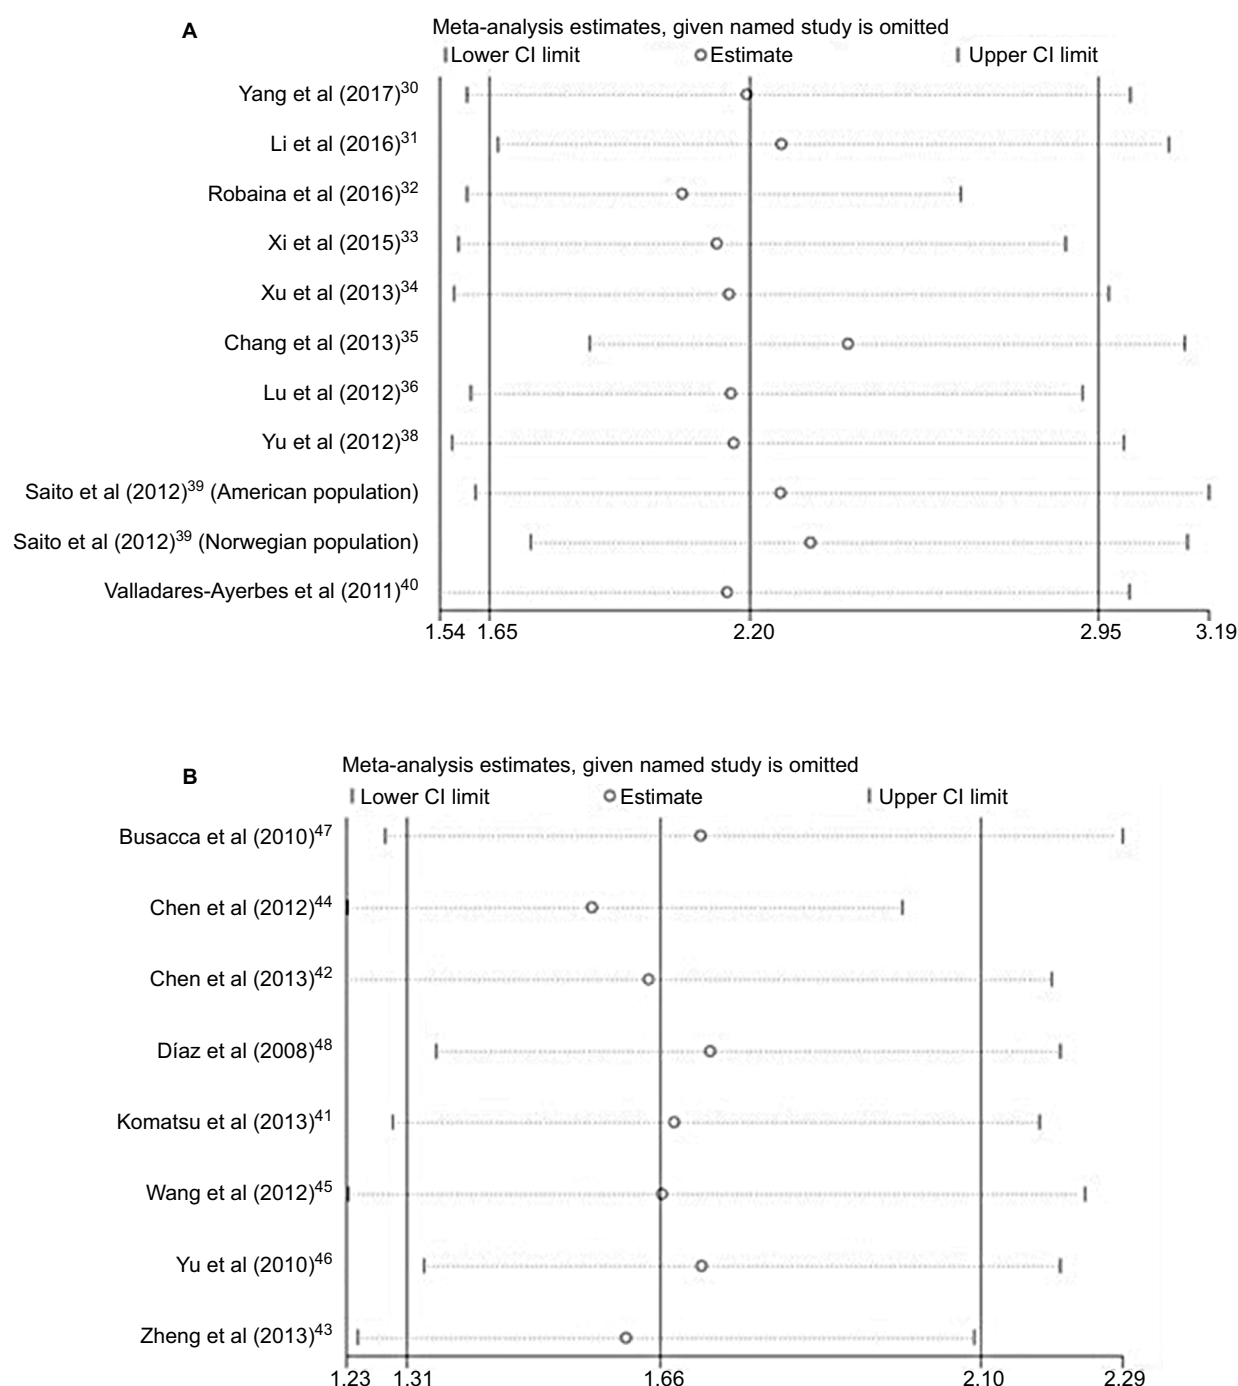 A
Meta-analysis estimates, given named study is omitted
Lower CI limit Estimate Upper CI limit
Yang et al (2017)30
Li et al (2016)31
Robaina et al (2016)32
Xi et al (2015)33
Xu et al (2013)34
Chang et al (2013)35
Lu et al (2012)36
Yu et al (2012)38
Saito et al (2012)39 (American population)
Saito et al (2012)39 (Norwegian population)
Valladares-Ayerbes et al (2011)40
1.54 1.65 2.20 2.95 3.19
B
Meta-analysis estimates, given named study is omitted
Lower CI limit Estimate Upper CI limit
Busacca et al (2010)47
Chen et al (2012)44
Chen et al (2013)42
Díaz et al (2008)48
Komatsu et al (2013)41
Wang et al (2012)45
Yu et al (2010)46
Zheng et al (2013)43
1.23 1.31 1.66 2.10 2.29